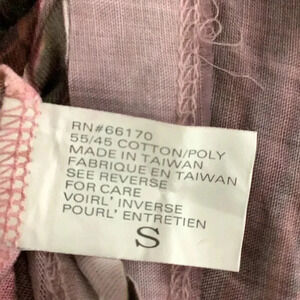 RN#66170
55/45 COTTON/POLY
MADE IN TAIWAN
FABRIQUE EN TAIWAN
SEE REVERSE
FOR CARE
VOIRL' INVERSE
POURL' ENTRETIEN
S